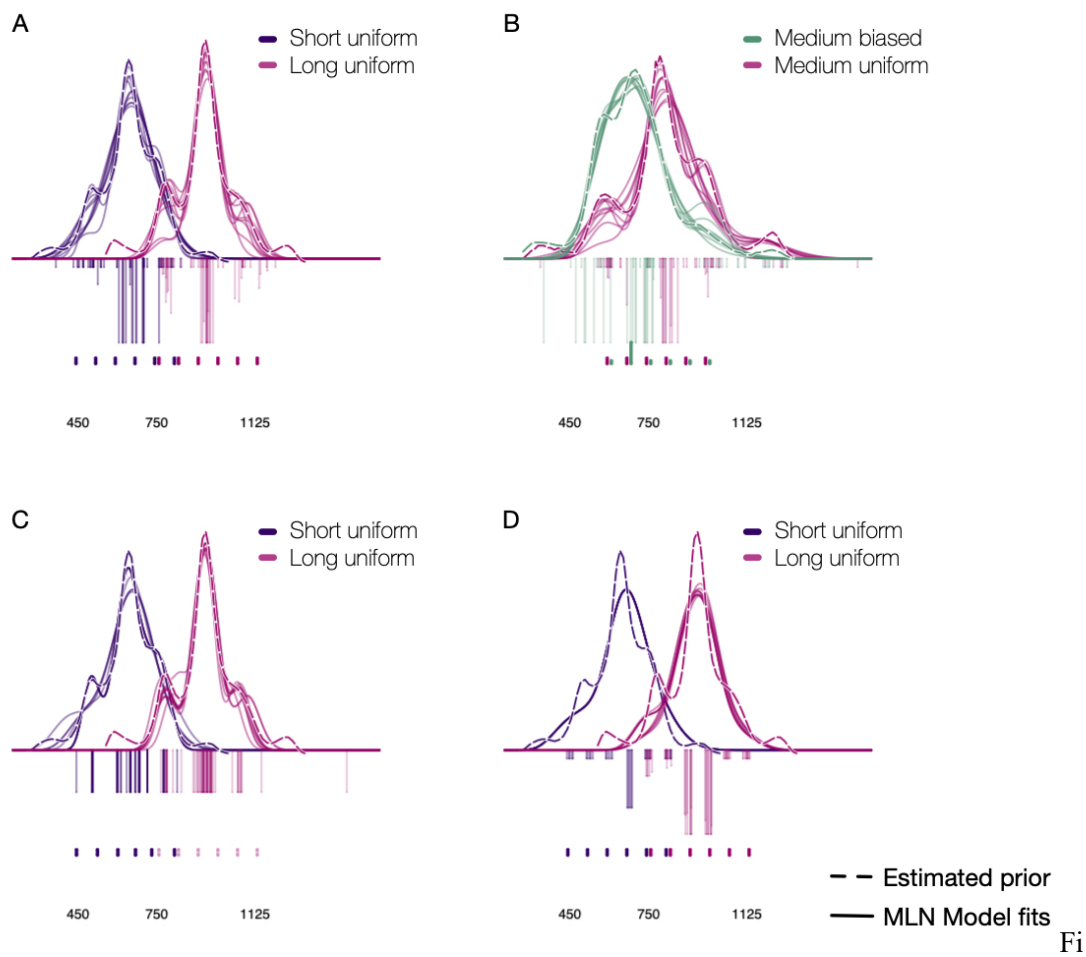 A
Short uniform
Long uniform
B
Medium biased
Medium uniform
450 750 1125
450 750 1125
C
Short uniform
Long uniform
D
Short uniform
Long uniform
450 750 1125
450 750 1125
Estimated prior
MLN Model fits
Fi